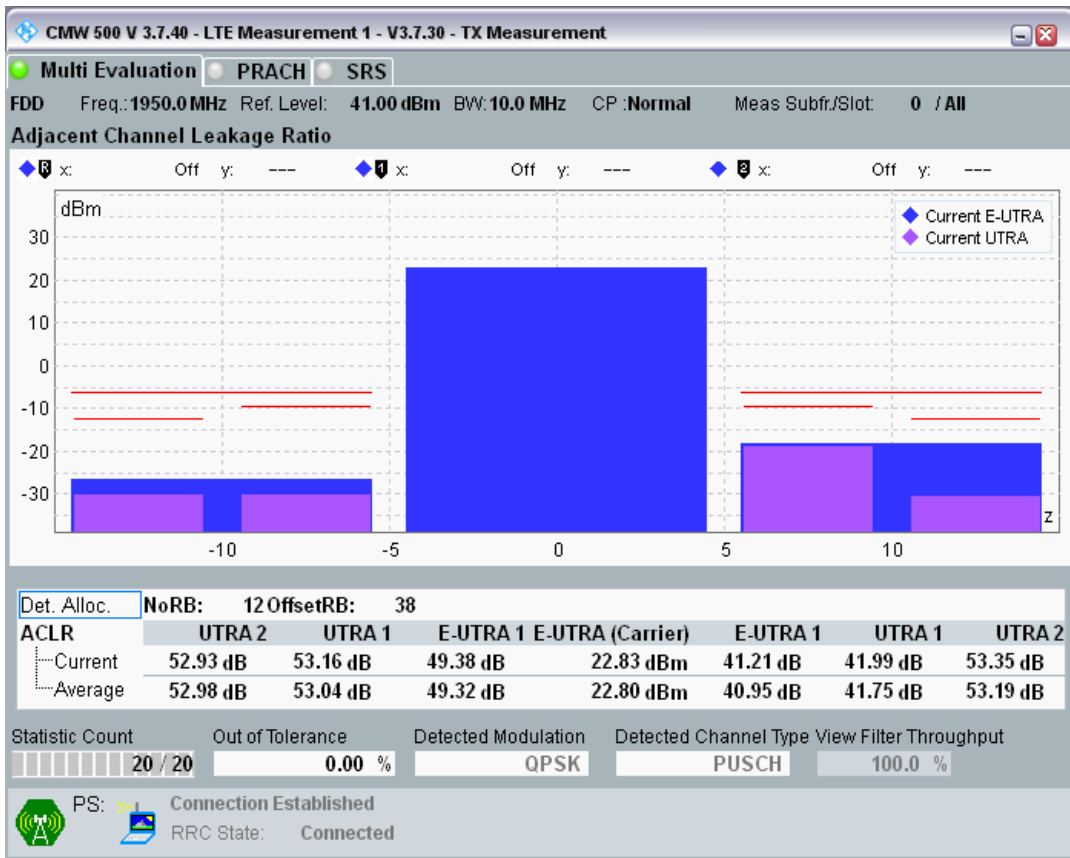 CMW 500 V 3.7.40 - LTE Measurement 1 - V3.7.30 - TX Measurement
Multi Evaluation PRACH SRS
FDD Freq.: 1950.0 MHz Ref. Level: 41.00 dBm BW: 10.0 MHz CP : Normal Meas Subfr./Slot: 0 / All
Adjacent Channel Leakage Ratio
R x: Off y: --- 1 x: Off y: --- 2 x: Off y: ---
dBm
Current E-UTRA
Current UTRA
30
20
10
0
-10
-20
-30
z
-10 -5 0 5 10
Det. Alloc. NoRB: 12 OffsetRB: 38
ACLR UTRA 2 UTRA 1 E-UTRA 1 E-UTRA (Carrier) E-UTRA 1 UTRA 1 UTRA 2
Current 52.93 dB 53.16 dB 49.38 dB 22.83 dBm 41.21 dB 41.99 dB 53.35 dB
Average 52.98 dB 53.04 dB 49.32 dB 22.80 dBm 40.95 dB 41.75 dB 53.19 dB
Statistic Count Out of Tolerance Detected Modulation Detected Channel Type View Filter Throughput
20 / 20 0.00 % QPSK PUSCH 100.0 %
PS: Connection Established
RRC State: Connected